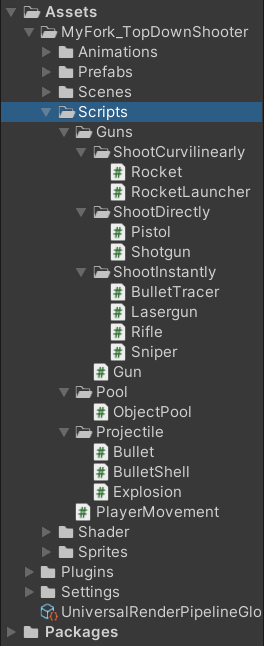 Assets
MyFork_TopDownShooter
Animations
Prefabs
Scenes
Scripts
Guns
ShootCurvilinearly
Rocket
RocketLauncher
ShootDirectly
Pistol
Shotgun
ShootInstantly
BulletTracer
Lasergun
Rifle
Sniper
Gun
Pool
ObjectPool
Projectile
Bullet
BulletShell
Explosion
PlayerMovement
Shader
Sprites
Plugins
Settings
UniversalRenderPipelineGlo
Packages